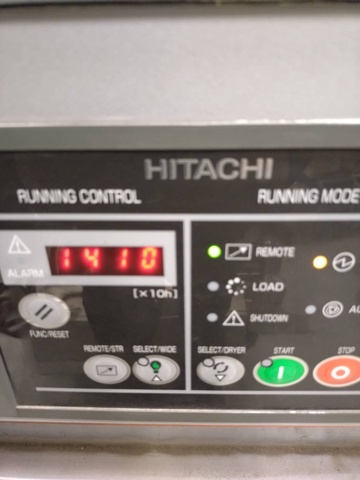 HITACHI
RUNNING CONTROL
RUNNING MODE
ALARM
1410
[×10h]
FUNC/RESET
REMOTE/STR
SELECT/WIDE
REMOTE
LOAD
SHUTDOWN
AU
SELECT/DRYER
START
STOP